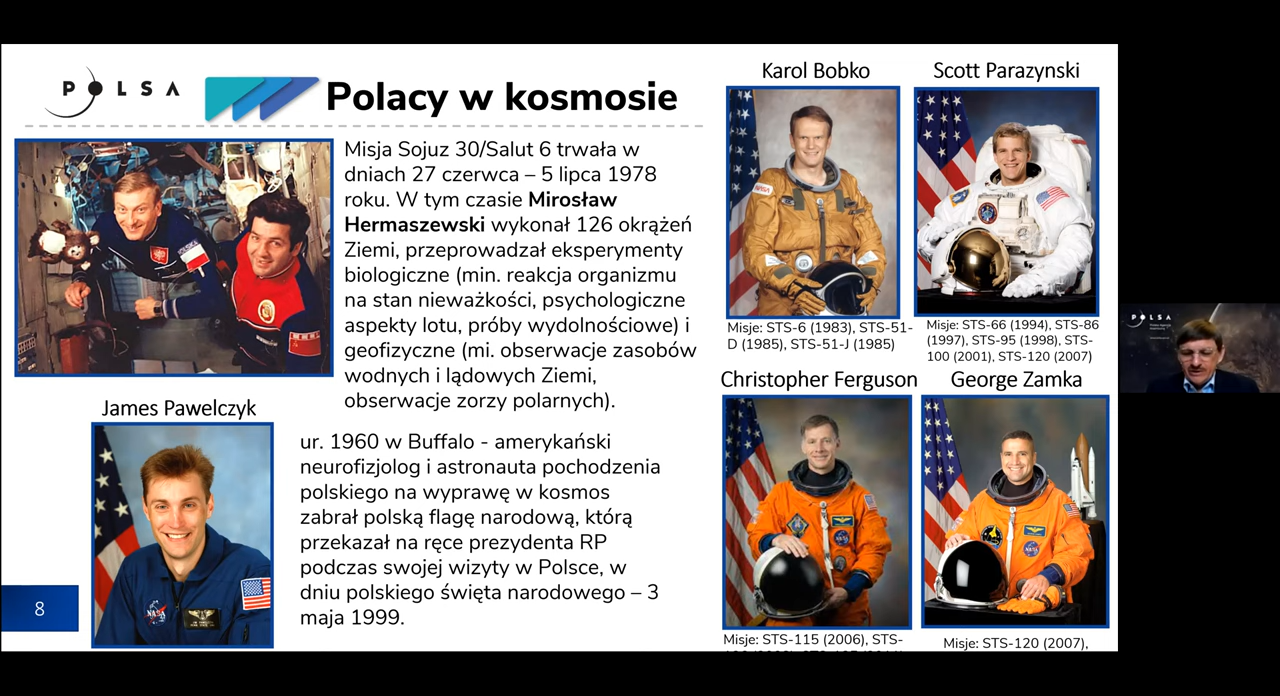 POLSA
Polacy w kosmosie
Misja Sojuz 30/Salut 6 trwała w
dniach 27 czerwca – 5 lipca 1978
roku. W tym czasie Mirosław
Hermaszewski wykonał 126 okrążeń
Ziemi, przeprowadzał eksperymenty
biologiczne (min. reakcja organizmu
na stan nieważkości, psychologiczne
aspekty lotu, próby wydolnościowe) i
geofizyczne (mi. obserwacje zasobów
wodnych i lądowych Ziemi,
obserwacje zorzy polarnych).
James Pawelczyk
ur. 1960 w Buffalo - amerykański
neurofizjolog i astronauta pochodzenia
polskiego na wyprawę w kosmos
zabrał polską flagę narodową, którą
przekazał na ręce prezydenta RP
podczas swojej wizyty w Polsce, w
dniu polskiego święta narodowego – 3
maja 1999.
8
Karol Bobko
Misje: STS-6 (1983), STS-51-
D (1985), STS-51-J (1985)
Scott Parazynski
Misje: STS-66 (1994), STS-86
(1997), STS-95 (1998), STS-
100 (2001), STS-120 (2007)
Christopher Ferguson
Misje: STS-115 (2006), STS-
George Zamka
Misje: STS-120 (2007),
NASA
NASA
NASA
NASA
POLSA